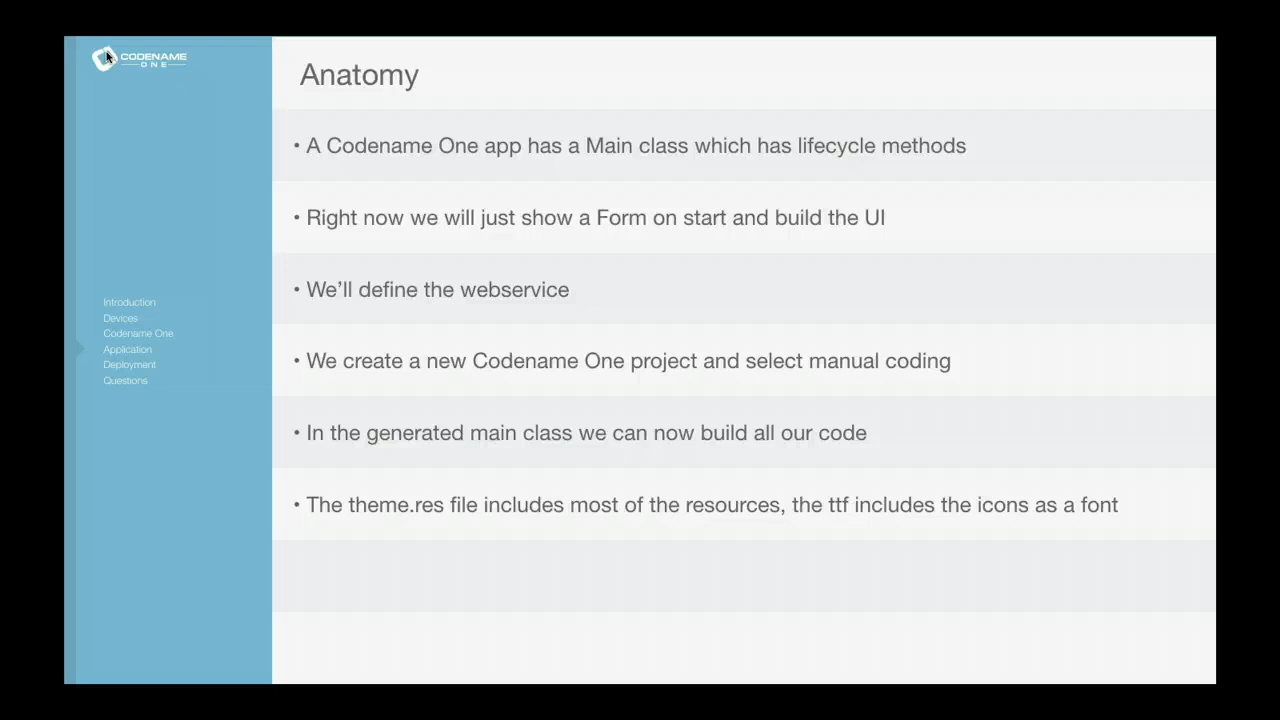 CODENAME
ONE
Introduction
Devices
Codename One
Application
Deployment
Questions
Anatomy
• A Codename One app has a Main class which has lifecycle methods
• Right now we will just show a Form on start and build the UI
• We’ll define the webservice
• We create a new Codename One project and select manual coding
• In the generated main class we can now build all our code
• The theme.res file includes most of the resources, the ttf includes the icons as a font